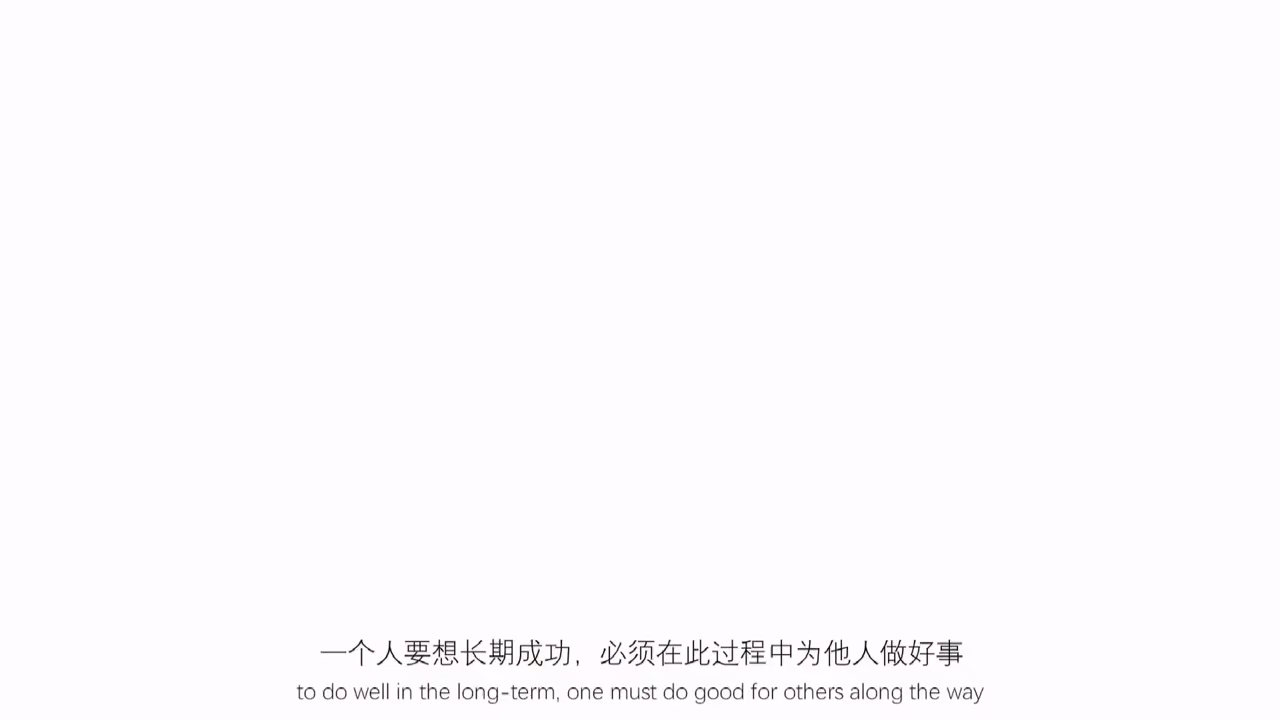 一个人要想长期成功，必须在此过程中为他人做好事
to do well in the long-term, one must do good for others along the way